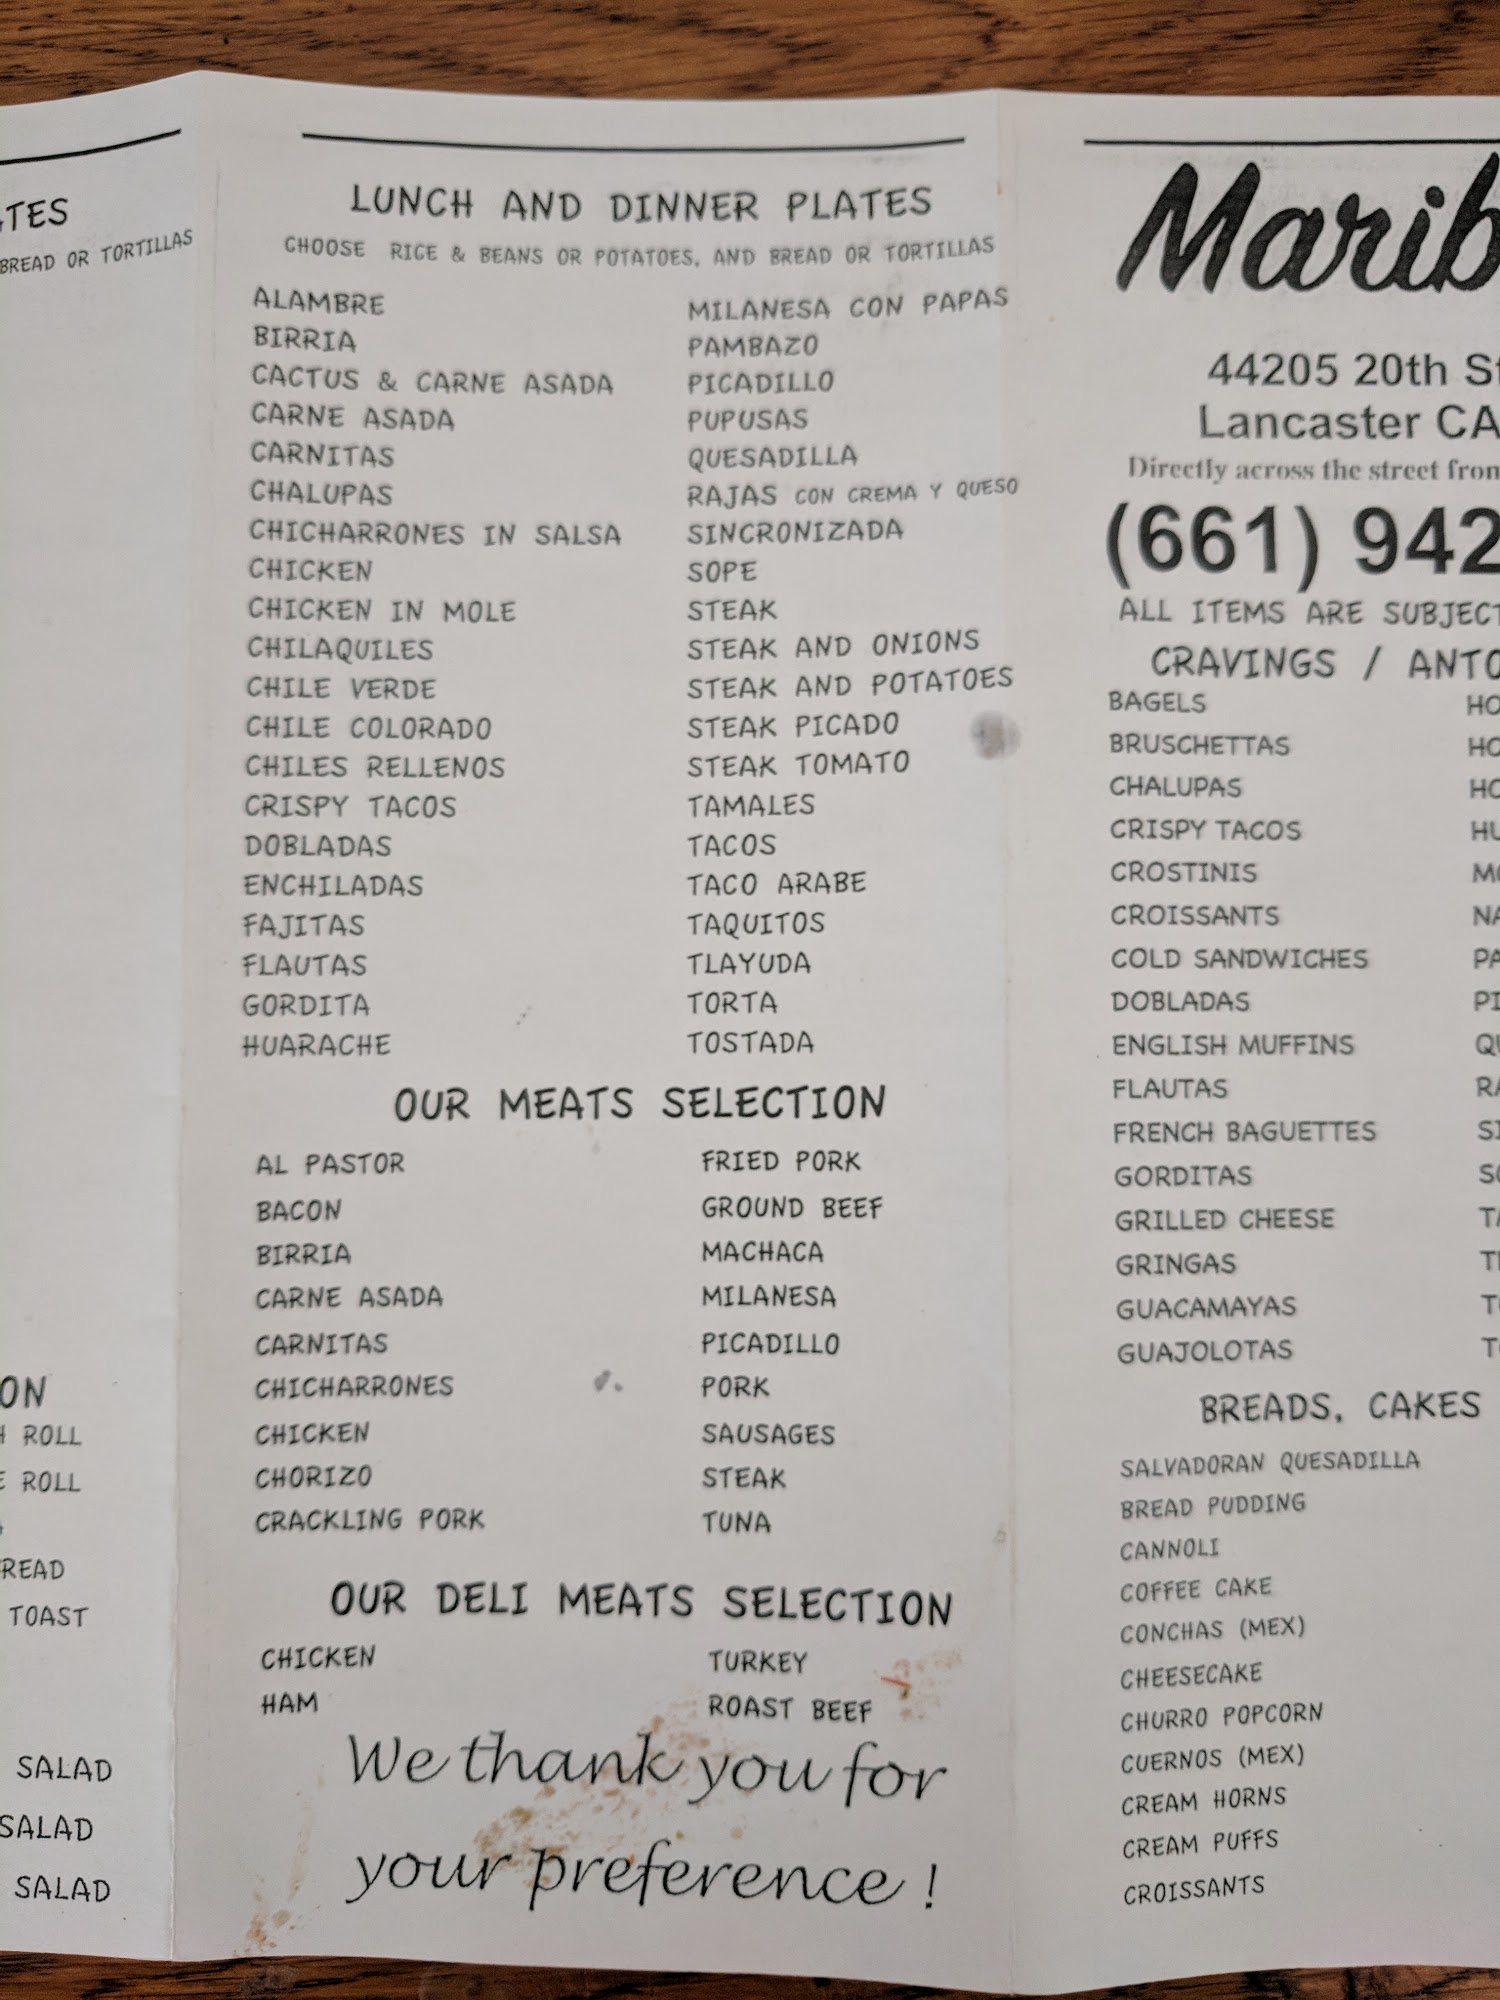 BREAD OR TORTILLAS
ON
ROLL
ROLL
TOAST
SALAD
SALAD
SALAD
LUNCH AND DINNER PLATES
CHOOSE RICE & BEANS OR POTATOES, AND BREAD OR TORTILLAS
ALAMBRE
BIRRIA
CACTUS & CARNE ASADA
CARNE ASADA
CARNITAS
CHALUPAS
CHICHARRONES IN SALSA
CHICKEN
CHICKEN IN MOLE
CHILAQUILES
CHILE VERDE
CHILE COLORADO
CHILES RELLENOS
CRISPY TACOS
DOBLADAS
ENCHILADAS
FAJITAS
FLAUTAS
GORDITA
HUARACHE
MILANESA CON PAPAS
PAMBAZO
PICADILLO
PUPUSAS
QUESADILLA
RAJAS CON CREMA Y QUESO
SINCRONIZADA
SOPE
STEAK
STEAK AND ONIONS
STEAK AND POTATOES
STEAK PICADO
STEAK TOMATO
TAMALES
TACOS
TACO ARABE
TAQUITOS
TLAYUDA
TORTA
TOSTADA
OUR MEATS SELECTION
AL PASTOR
BACON
BIRRIA
CARNE ASADA
CARNITAS
CHICHARRONES
CHICKEN
CHORIZO
CRACKLING PORK
FRIED PORK
GROUND BEEF
MACHACA
MILANESA
PICADILLO
PORK
SAUSAGES
STEAK
TUNA
OUR DELI MEATS SELECTION
CHICKEN
HAM
TURKEY
ROAST BEEF
We thank you for
your preference !
Marib
44205 20th St
Lancaster CA
Directly across the street from
(661) 942
ALL ITEMS ARE SUBJECT
CRAVINGS / ANTO
BAGELS
BRUSCHETTAS
CHALUPAS
CRISPY TACOS
CROSTINIS
CROISSANTS
COLD SANDWICHES
DOBLADAS
ENGLISH MUFFINS
FLAUTAS
FRENCH BAGUETTES
GORDITAS
GRILLED CHEESE
GRINGAS
GUACAMAYAS
GUAJOLOTAS
BREADS, CAKES
SALVADORAN QUESADILLA
BREAD PUDDING
CANNOLI
COFFEE CAKE
CONCHAS (MEX)
CHEESECAKE
CHURRO POPCORN
CUERNOS (MEX)
CREAM HORNS
CREAM PUFFS
CROISSANTS